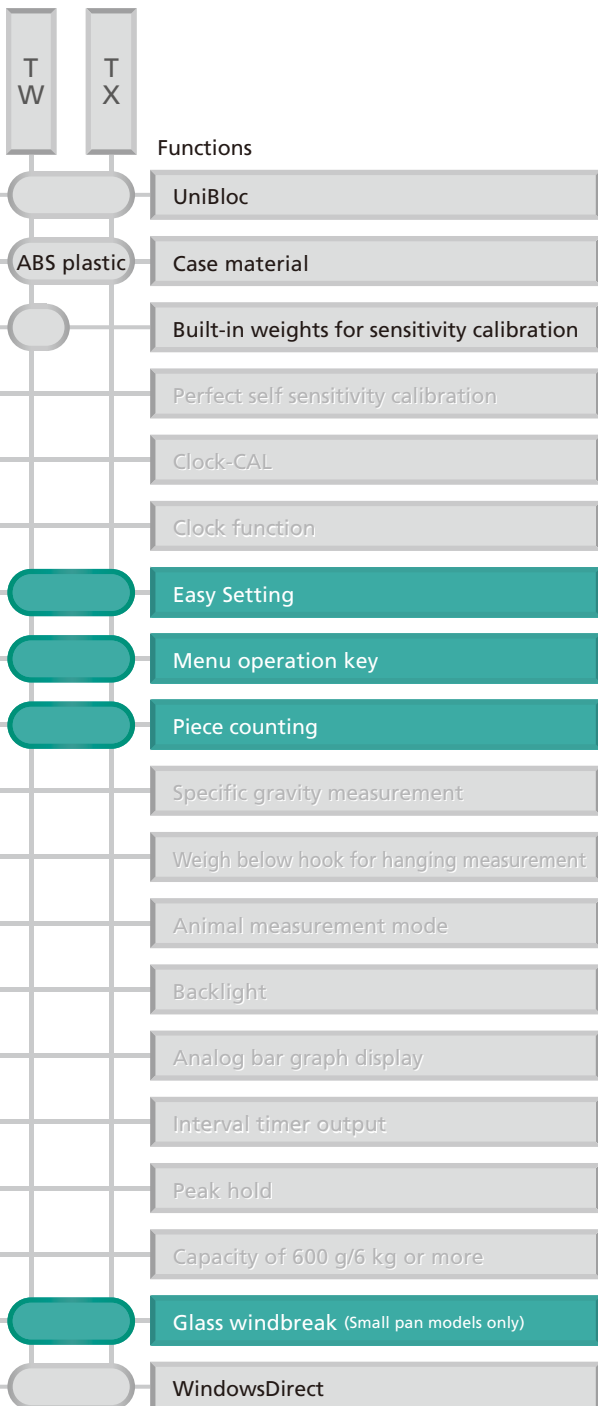 TW
TX
Functions
UniBloc
ABS plastic
Case material
Built-in weights for sensitivity calibration
Perfect self sensitivity calibration
Clock-CAL
Clock function
Easy Setting
Menu operation key
Piece counting
Specific gravity measurement
Weigh below hook for hanging measurement
Animal measurement mode
Backlight
Analog bar graph display
Interval timer output
Peak hold
Capacity of 600 g/6 kg or more
Glass windbreak (Small pan models only)
WindowsDirect